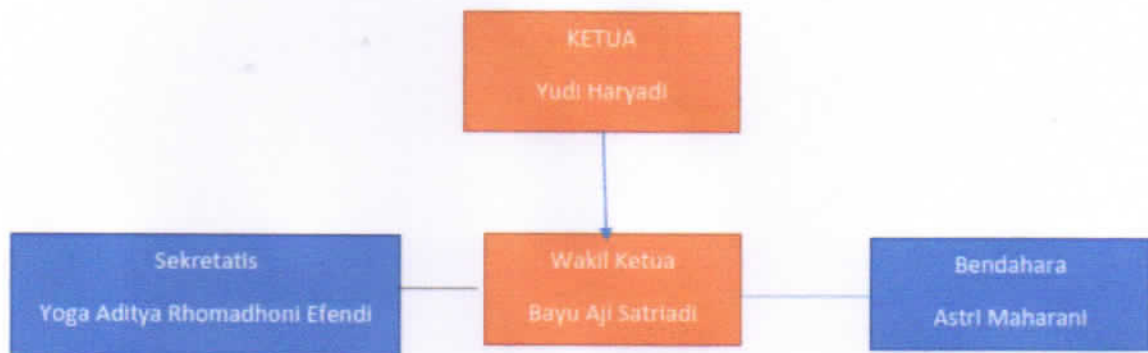 KETUA
Yudi Haryadi
Sekretatis
Yoga Aditya Rhomadhoni Efendi
Wakil Ketua
Bayu Aji Satriadi
Bendahara
Astri Maharani